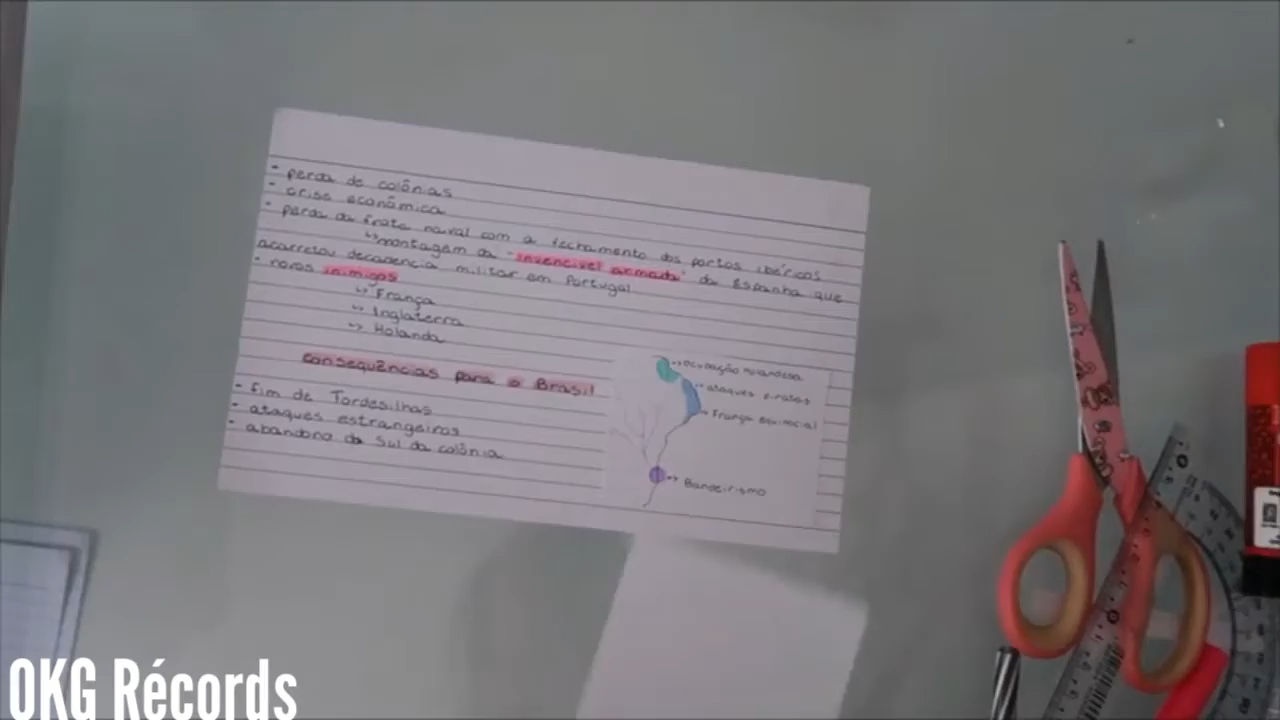 - perda de colônias
- crise econômica
- perda da frota naval com a fechamento dos portos ibéricos
↳ montagem da "invencível armada" da Espanha que
acarretou decadencia militar em Portugal
- novos inimigos
↳ França
↳ Inglaterra
↳ Holanda
Consequências para o Brasil
- fim de Tordesilhas
- ataques estrangeiros
- abandono do Sul da colônia
→ ocupação holandesa
→ ataques piratas
→ França equinocial
→ Bandeirismo
OKG Récords